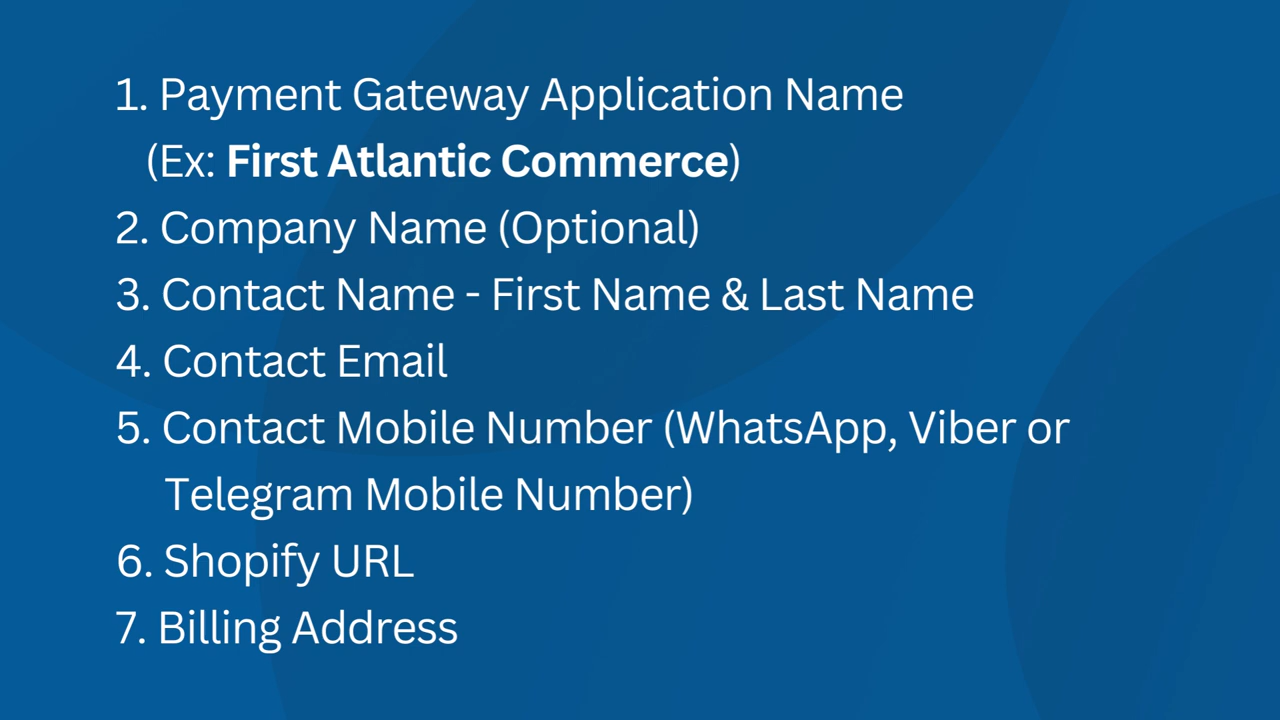 1. Payment Gateway Application Name
(Ex: First Atlantic Commerce)
2. Company Name (Optional)
3. Contact Name - First Name & Last Name
4. Contact Email
5. Contact Mobile Number (WhatsApp, Viber or
Telegram Mobile Number)
6. Shopify URL
7. Billing Address